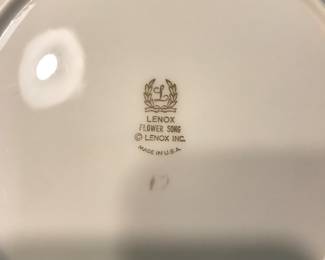 L
LENOX
FLOWER SONG
© LENOX INC.
MADE IN U.S.A.